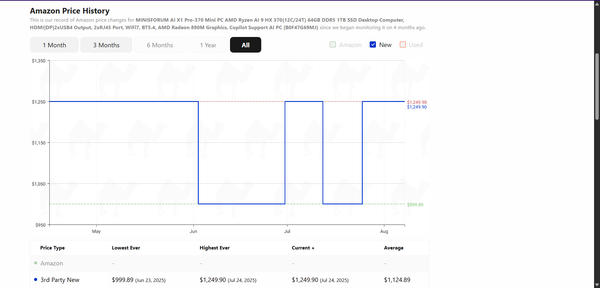 Amazon Price History
This is our record of Amazon price changes for MINISFORUM AI X1 Pro-370 Mini PC AMD Ryzen AI 9 HX 370(12C/24T) 64GB DDR5 1TB SSD Desktop Computer,
HDMI|DP|2xUSB4 Output, 2xRJ45 Port, WIFI7, BT5.4, AMD Radeon 890M Graphics, Copilot Support AI PC since we began monitoring it on 4 months ago.
1 Month 3 Months 6 Months 1 Year All Amazon New Used
$1,350
$1,250
$1,249.90
$1,150
$1,050
$999.89
$950
May Jun Jul Aug
Price Type Lowest Ever Highest Ever Current Average
Amazon - - - -
3rd Party New $999.89 (Jun 23, 2025) $1,249.90 (Jul 24, 2025) $1,249.90 (Jul 24, 2025) $1,124.89